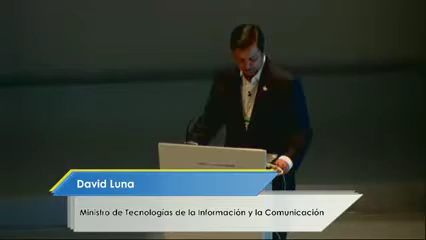 David Luna
Ministro de Tecnologías de la Información y la Comunicación